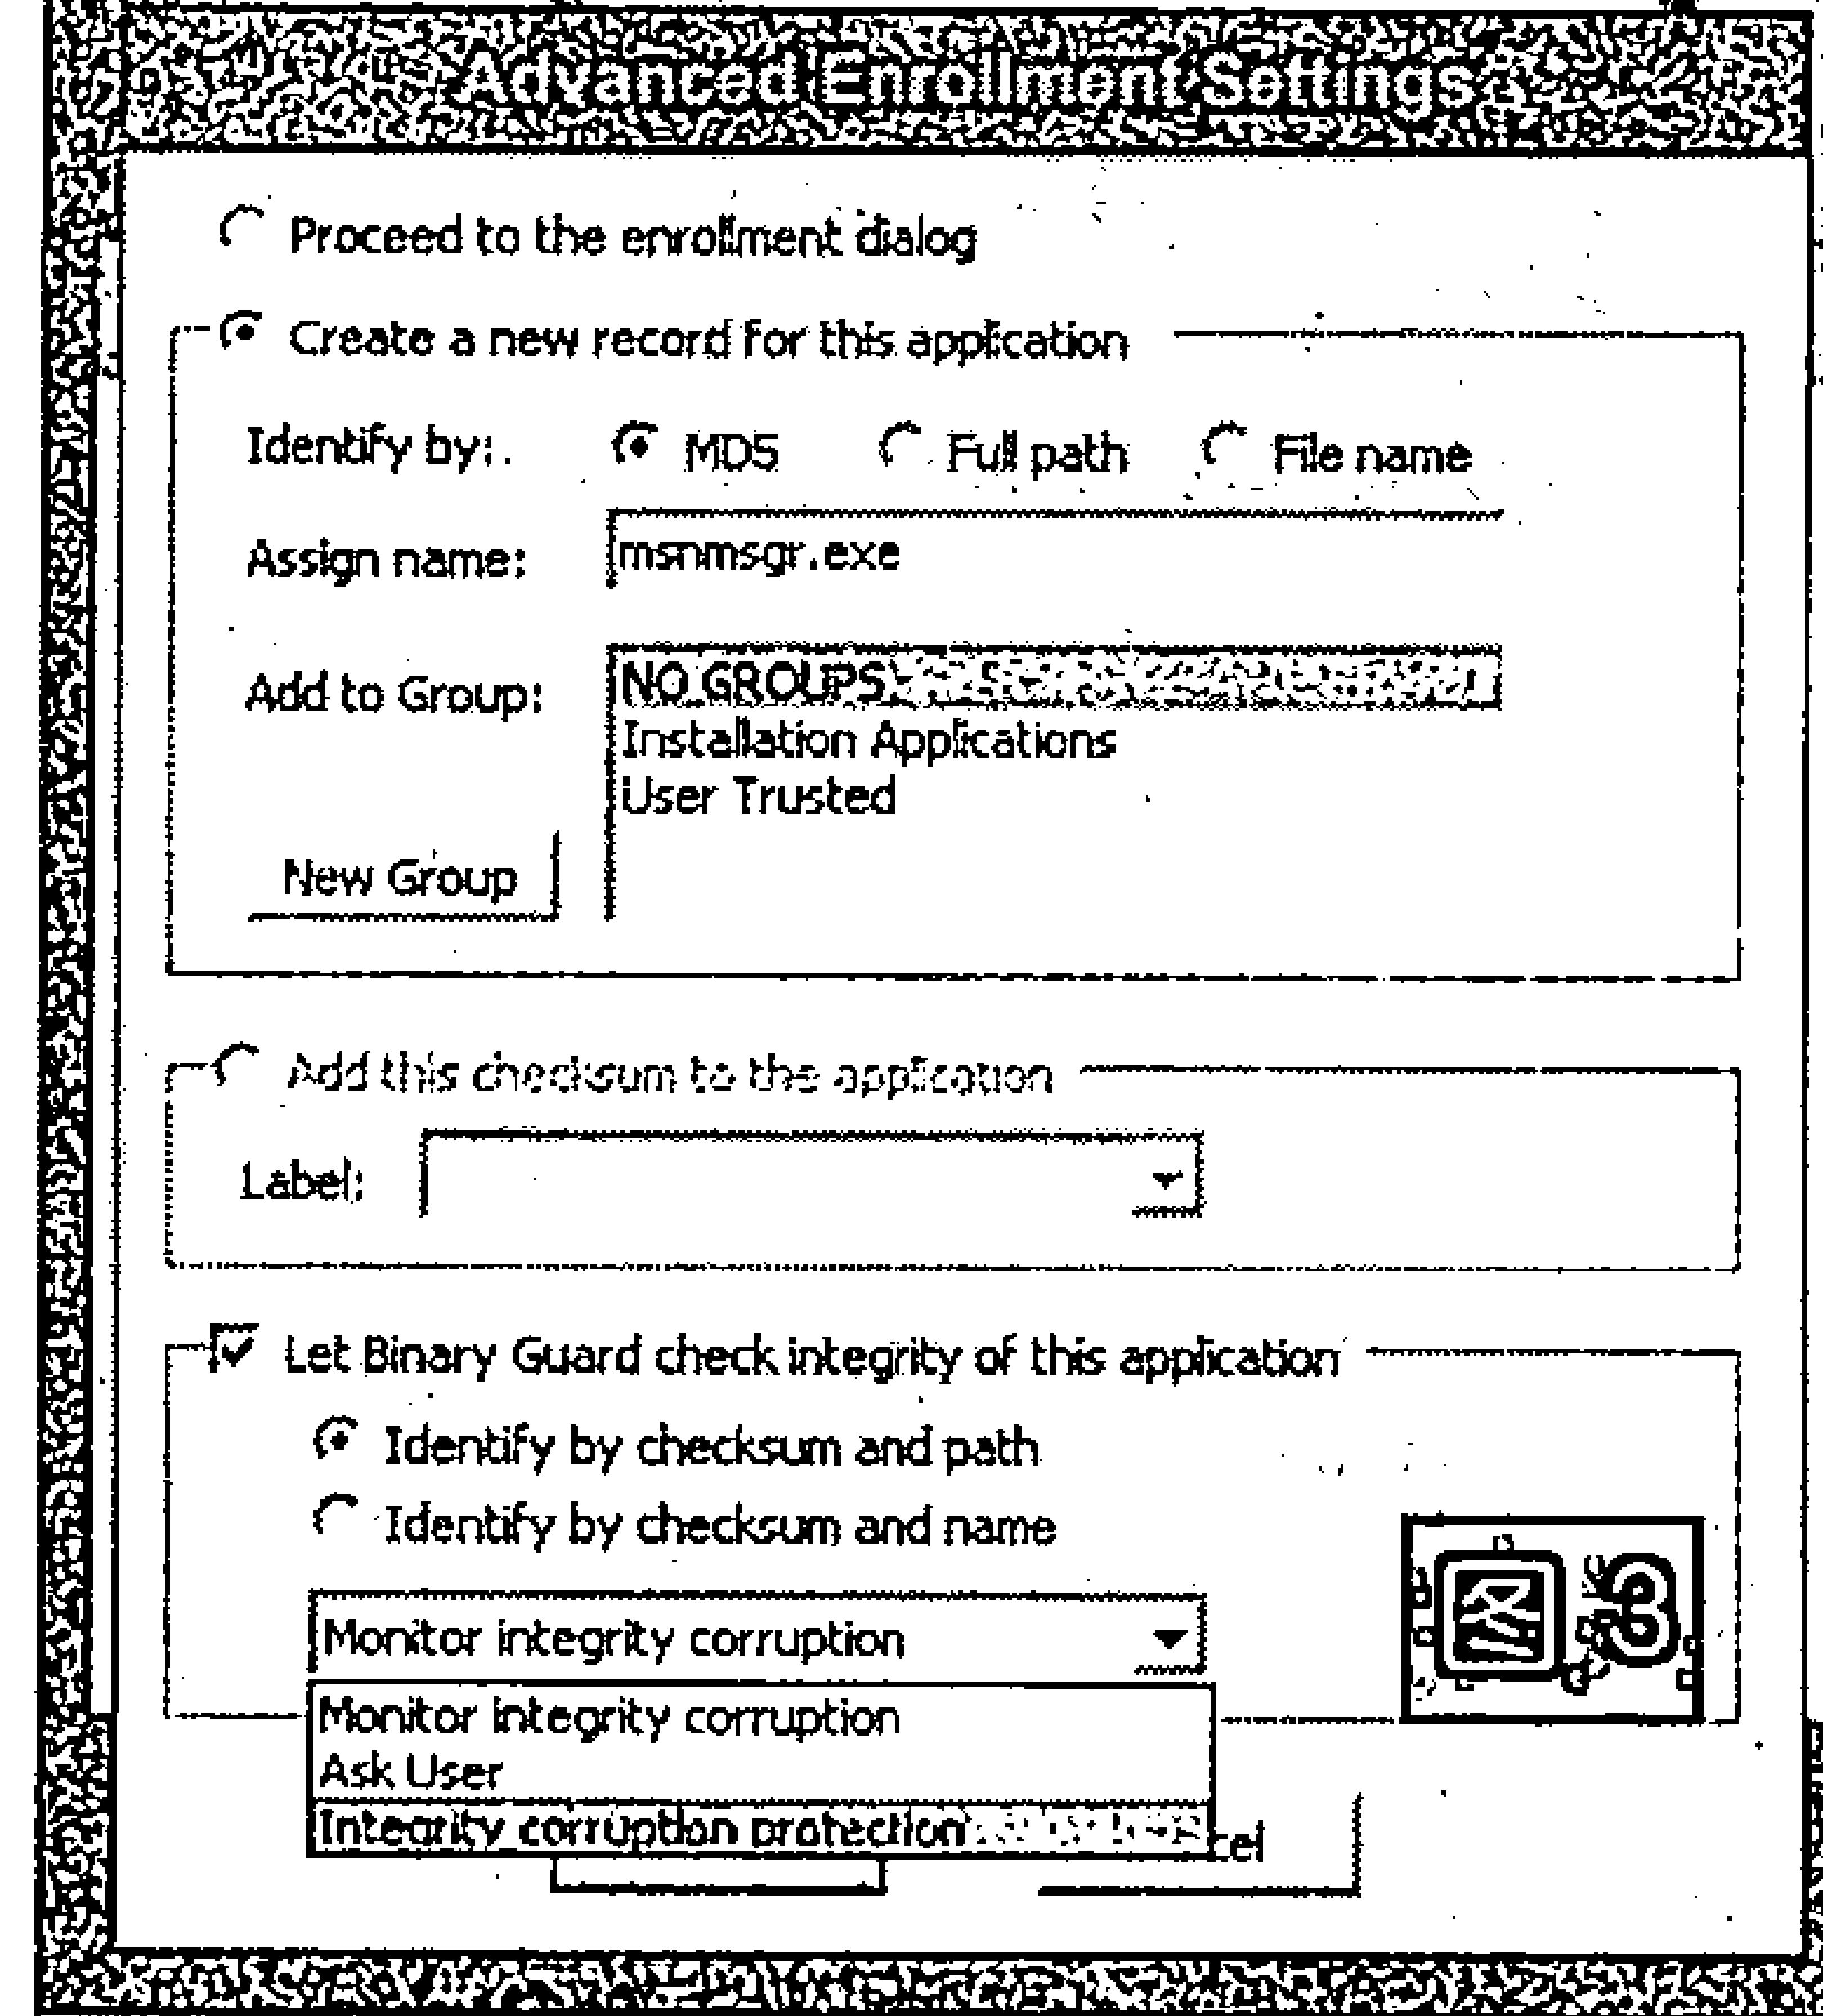 Advanced Enrollment Settings
Proceed to the enrollment dialog
Create a new record for this application
Identify by: MD5 Full path File name
Assign name: msnmsgr.exe
Add to Group: NO GROUPS
Installation Applications
User Trusted
New Group
Add this checksum to the application
Label:
Let Binary Guard check integrity of this application
Identify by checksum and path
Identify by checksum and name
图3
Monitor integrity corruption
Monitor integrity corruption
Ask User
Integrity corruption protection
cel